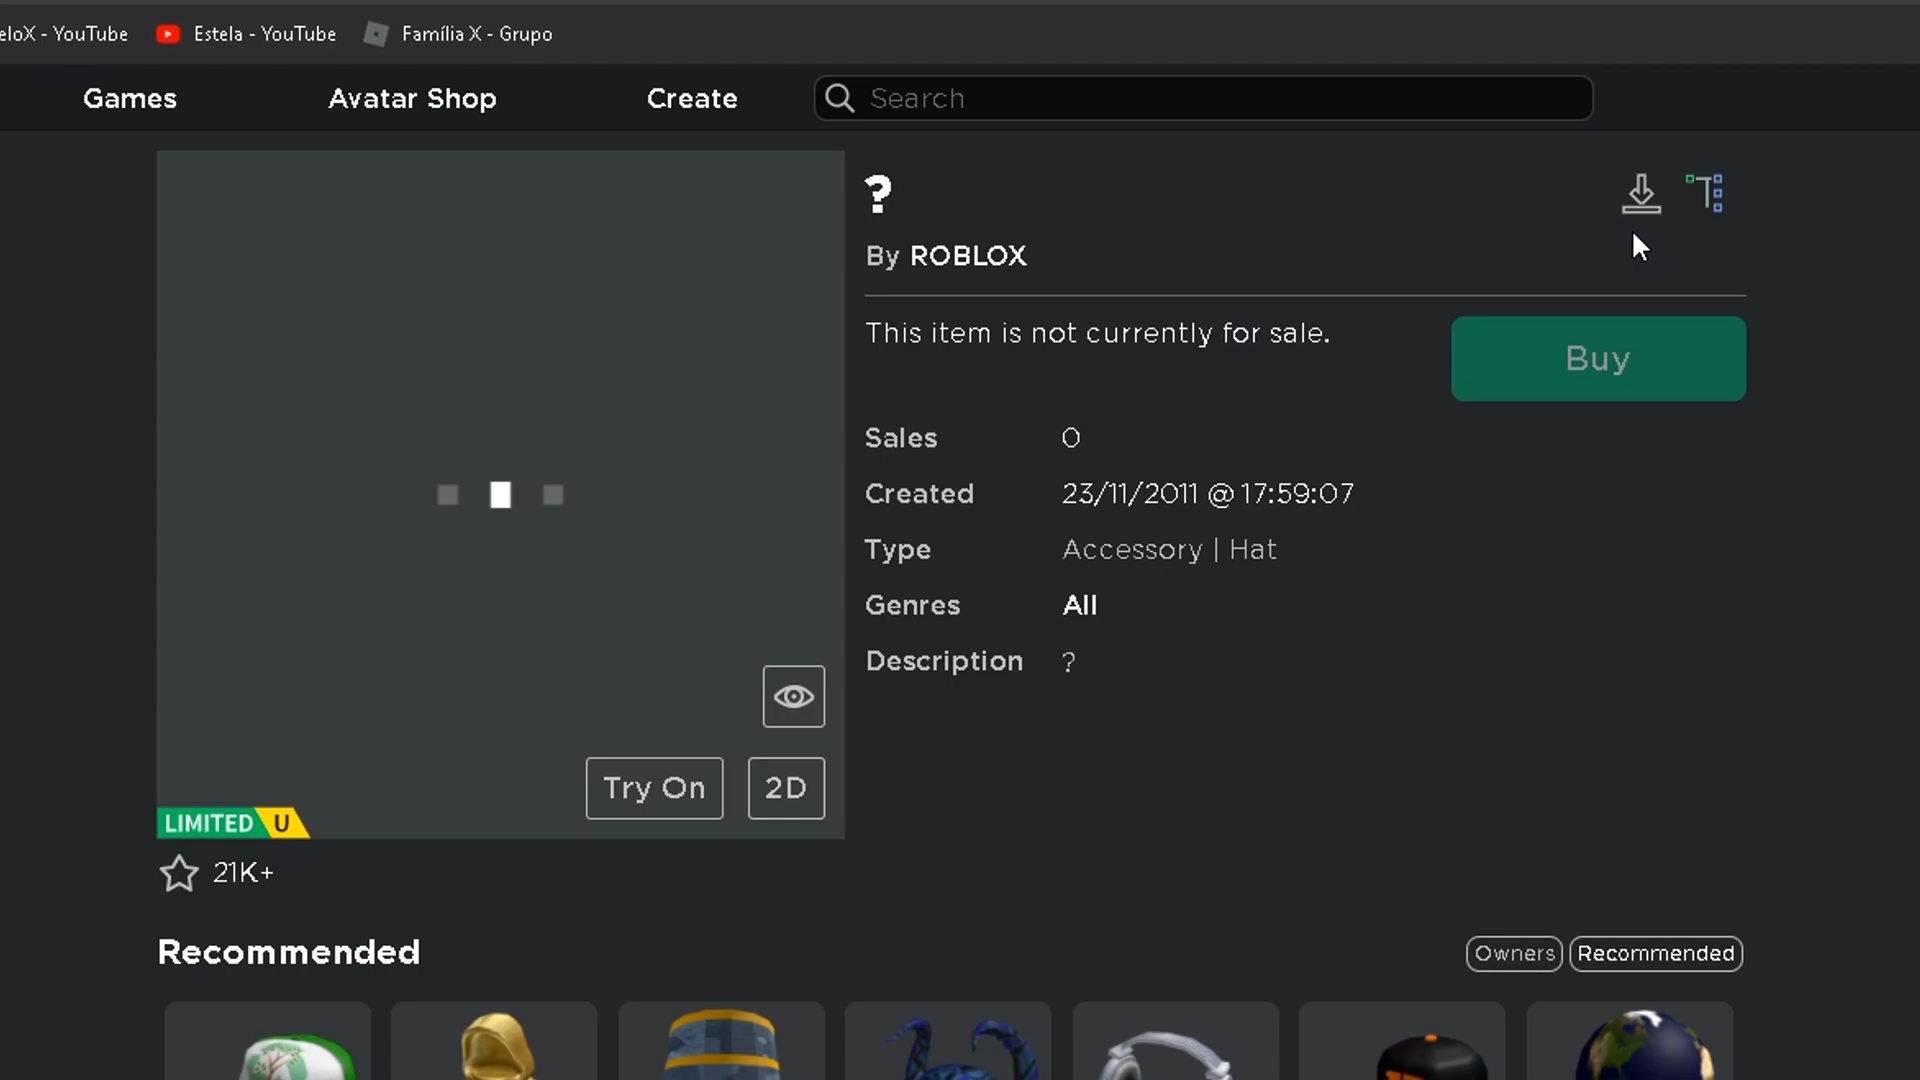 eloX - YouTube Estela - YouTube Família X - Grupo
Games Avatar Shop Create Search
?
By ROBLOX
This item is not currently for sale.
Buy
Sales 0
Created 23/11/2011 @ 17:59:07
Type Accessory | Hat
Genres All
Description ?
Try On 2D
LIMITED U
21K+
Recommended Owners Recommended